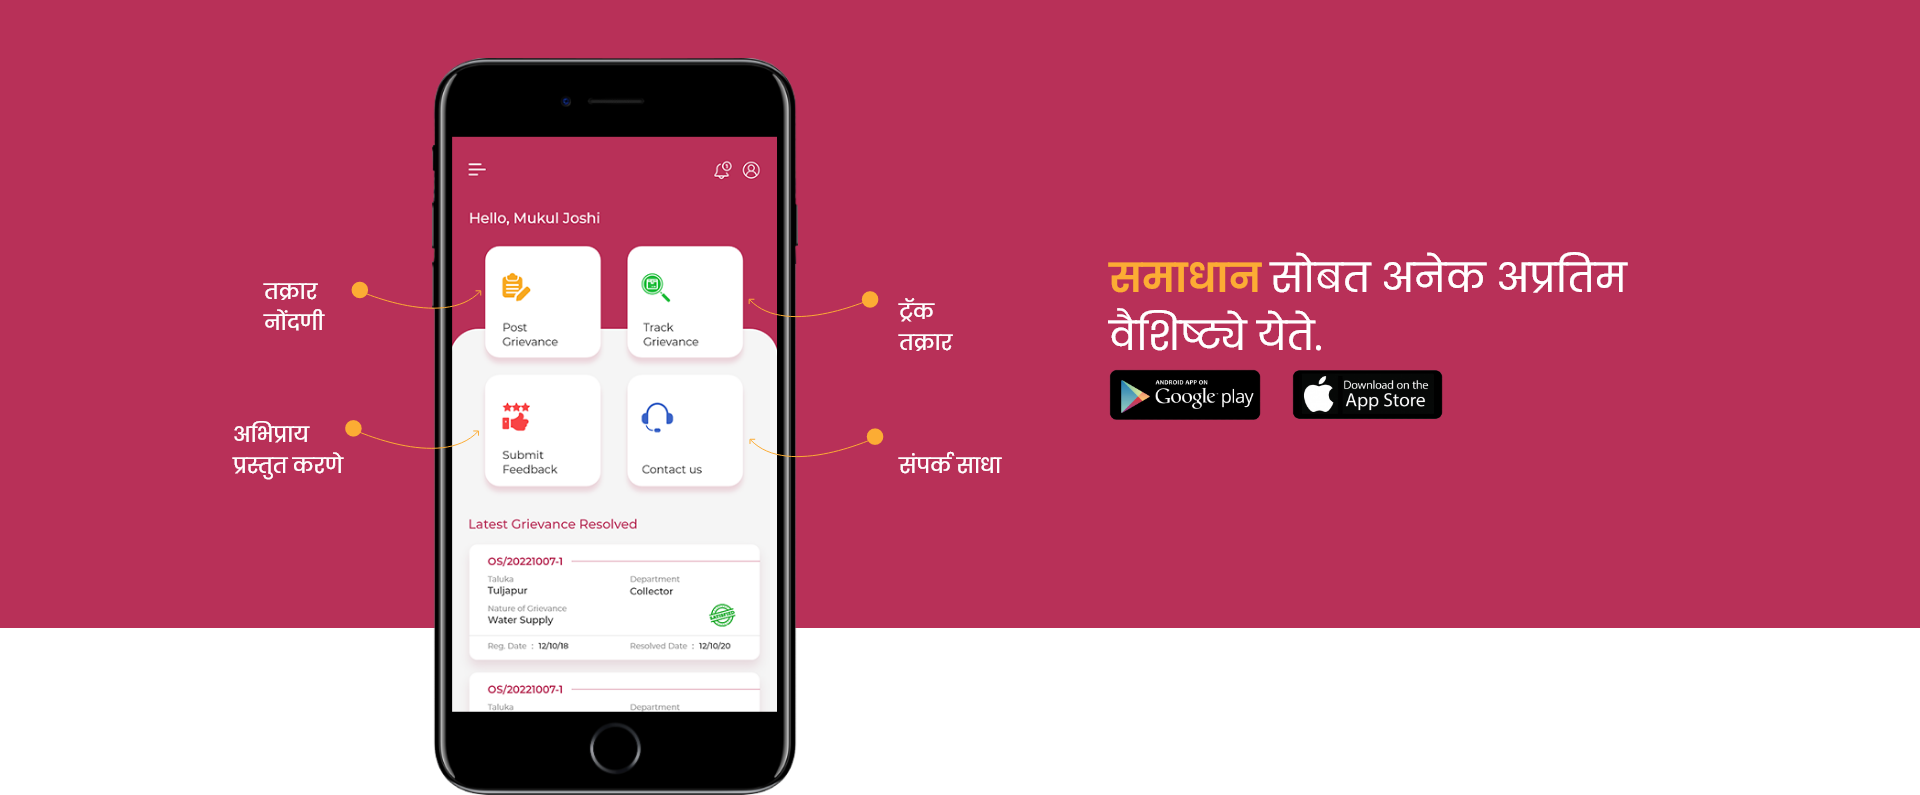 Hello, Mukul Joshi
तक्रार
नोंदणी
Post
Grievance
Track
Grievance
ट्रॅक
तक्रार
अभिप्राय
प्रस्तुत करणे
Submit
Feedback
Contact us
संपर्क साधा
Latest Grievance Resolved
OS/20221007-1
Taluka Department
Tuljapur Collector
Nature of Grievance
Water Supply
Reg. Date : 12/10/18 Resolved Date : 12/10/20
OS/20221007-1
Taluka Department
समाधान सोबत अनेक अप्रतिम
वैशिष्ट्ये येते.
ANDROID APP ON
Google play
Download on the
App Store